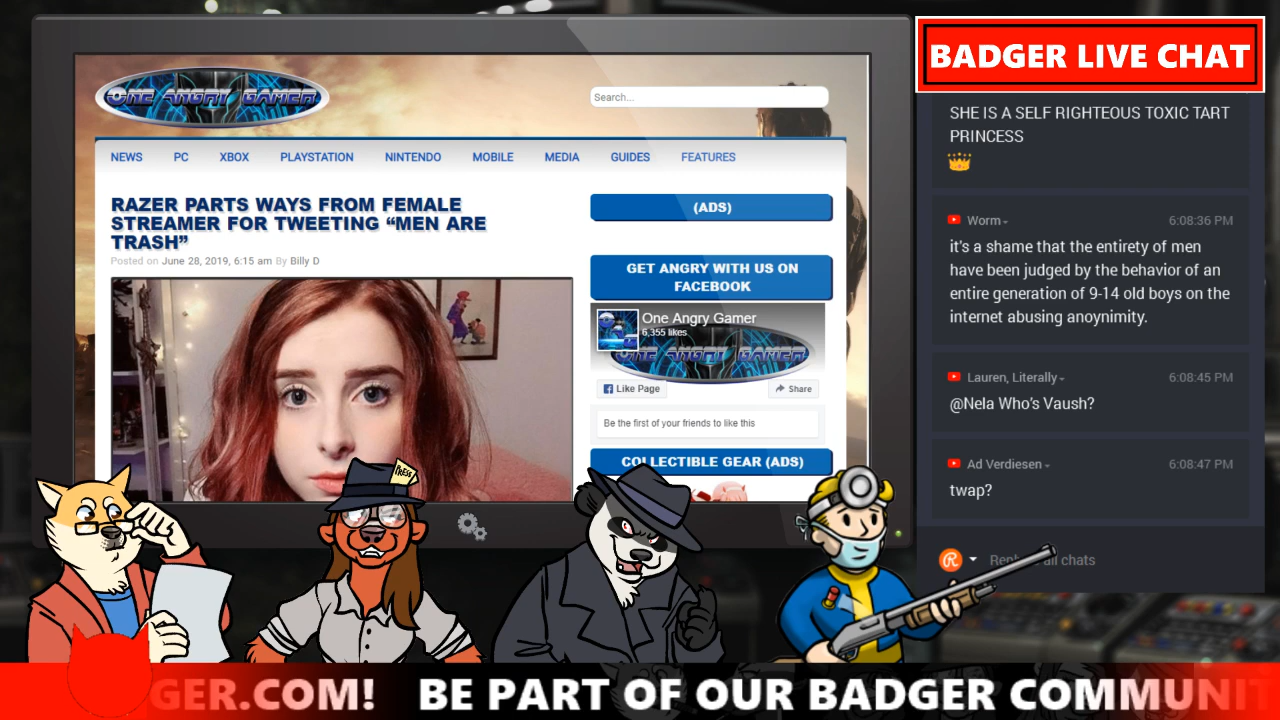 ONE ANGRY GAMER
Search...
NEWS PC XBOX PLAYSTATION NINTENDO MOBILE MEDIA GUIDES FEATURES
RAZER PARTS WAYS FROM FEMALE
STREAMER FOR TWEETING “MEN ARE
TRASH”
Posted on June 28, 2019, 6:15 am By Billy D
(ADS)
GET ANGRY WITH US ON
FACEBOOK
One Angry Gamer
6,355 likes
ONE ANGRY GAMER
Like Page
Share
Be the first of your friends to like this
COLLECTIBLE GEAR (ADS)
PRESS
BADGER LIVE CHAT
SHE IS A SELF RIGHTEOUS TOXIC TART
PRINCESS
Worm 6:08:36 PM
it's a shame that the entirety of men
have been judged by the behavior of an
entire generation of 9-14 old boys on the
internet abusing anoynimity.
Lauren, Literally 6:08:45 PM
@Nela Who's Vaush?
Ad Verdiesen 6:08:47 PM
twap?
all chats
GER.COM! BE PART OF OUR BADGER COMMUNIT